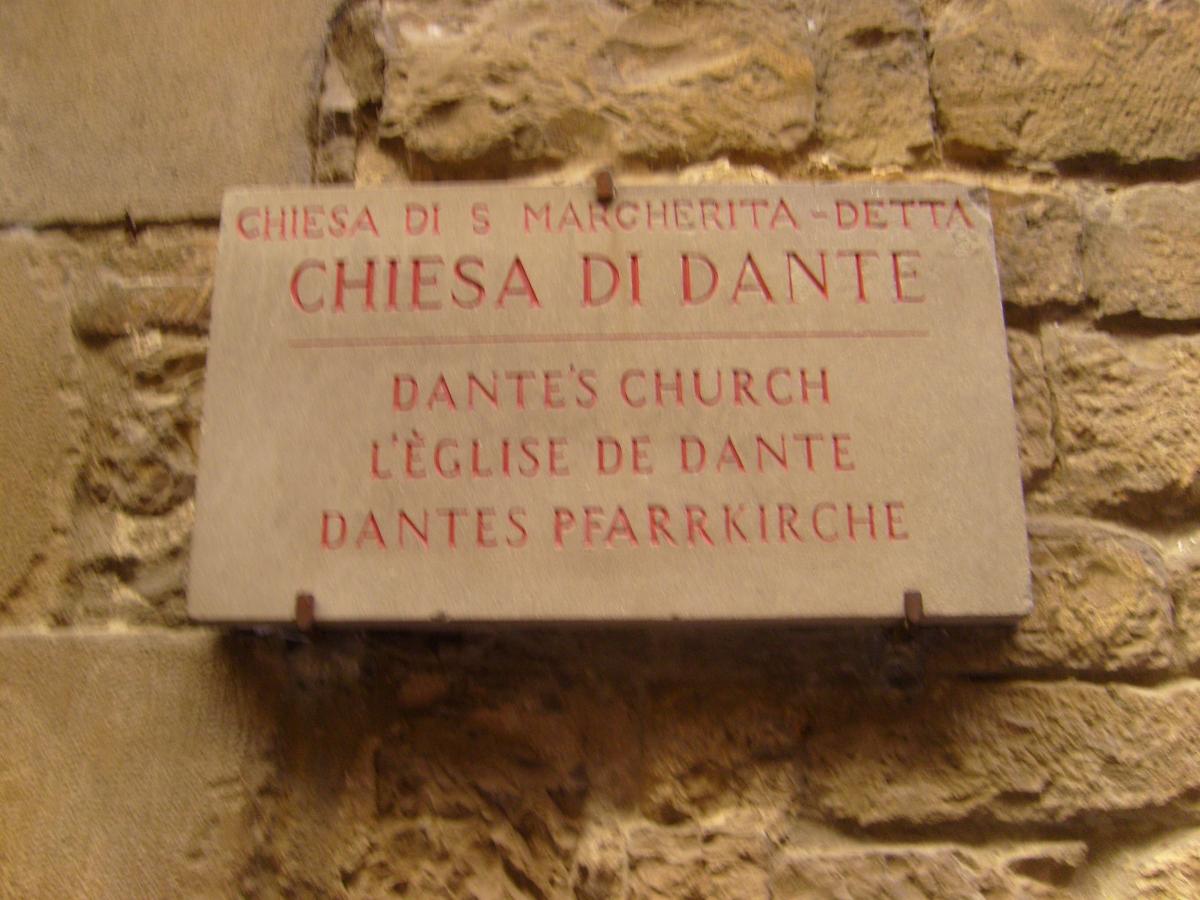 CHIESA DI S MARGHERITA - DETTA
CHIESA DI DANTE
DANTE'S CHURCH
L'ÈGLISE DE DANTE
DANTES PFARRKIRCHE